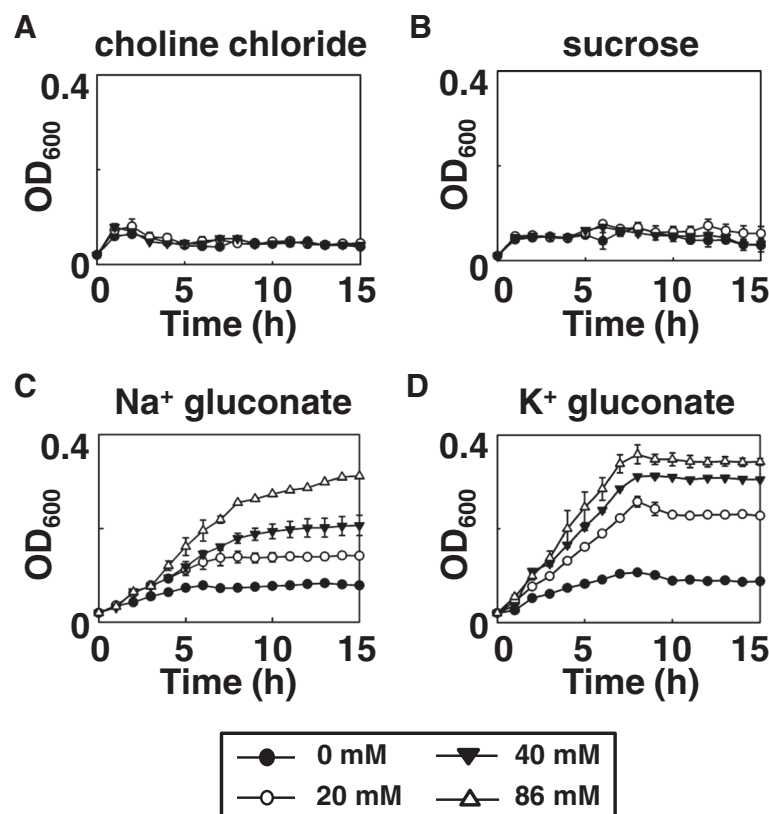 A
choline chloride
0.4
OD600
0
0 5 10 15
Time (h)
B
sucrose
0.4
OD600
0
0 5 10 15
Time (h)
C
Na+ gluconate
0.4
OD600
0
0 5 10 15
Time (h)
D
K+ gluconate
0.4
OD600
0
0 5 10 15
Time (h)
0 mM
40 mM
20 mM
86 mM